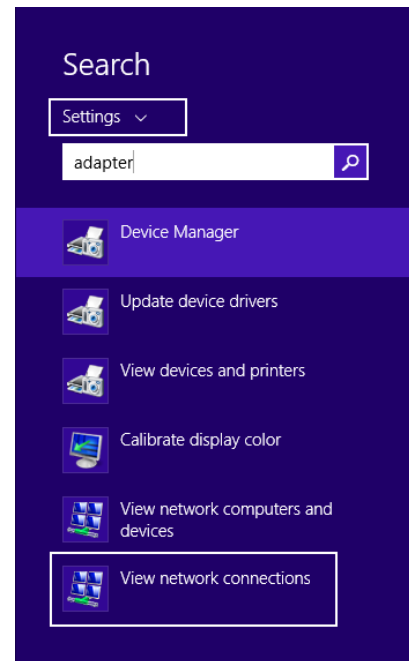 Search
Settings
adapter
Device Manager
Update device drivers
View devices and printers
Calibrate display color
View network computers and
devices
View network connections